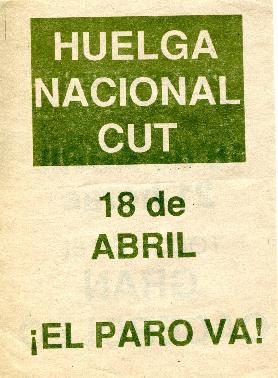 HUELGA
NACIONAL
CUT
18 de
ABRIL
¡EL PARO VA!